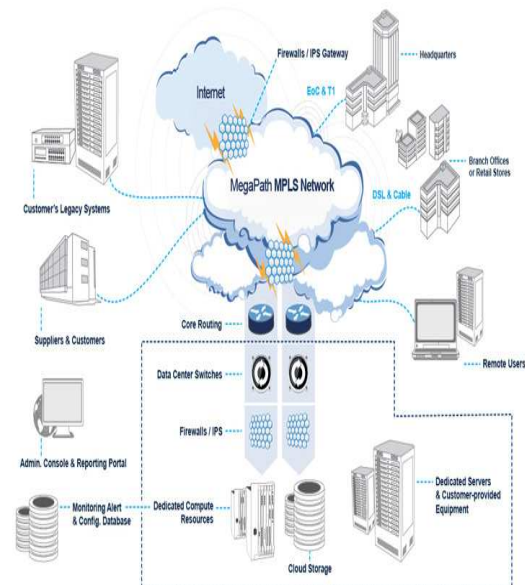 Firewalls / IPS Gateway
Headquarters
Internet
EoC & T1
MegaPath MPLS Network
Branch Offices
or Retail Stores
DSL & Cable
Customer's Legacy Systems
Suppliers & Customers
Core Routing
Remote Users
Data Center Switches
Firewalls / IPS
Admin. Console & Reporting Portal
Monitoring Alert
& Config. Database
Dedicated Compute
Resources
Cloud Storage
Dedicated Servers
& Customer-provided
Equipment